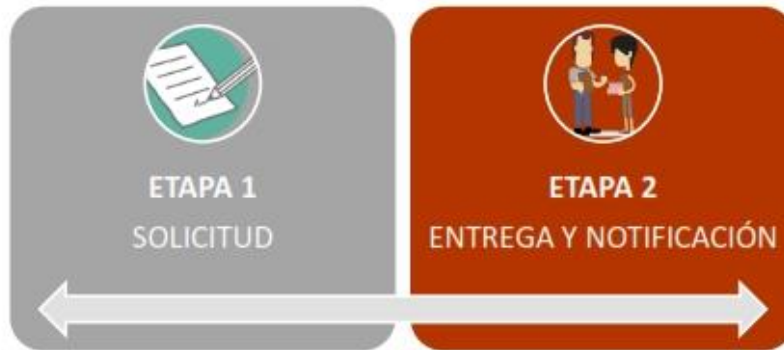 ETAPA 1
SOLICITUD
ETAPA 2
ENTREGA Y NOTIFICACIÓN